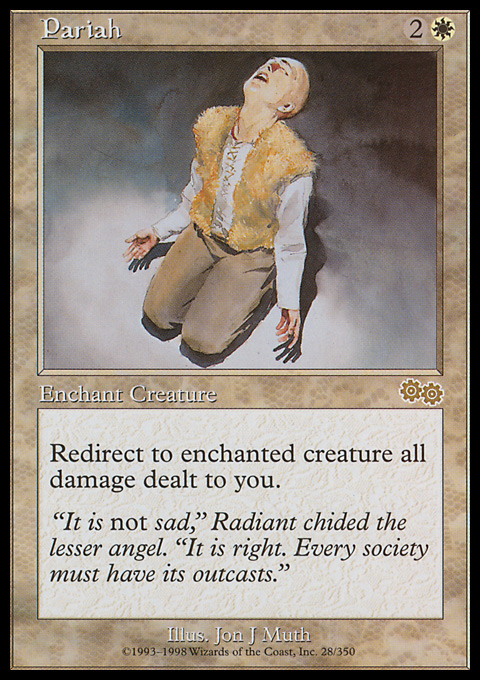 Pariah 2
Enchant Creature
Redirect to enchanted creature all
damage dealt to you.
“It is not sad,” Radiant chided the
lesser angel. “It is right. Every society
must have its outcasts.”
Illus. Jon J Muth
©1993–1998 Wizards of the Coast, Inc. 28/350